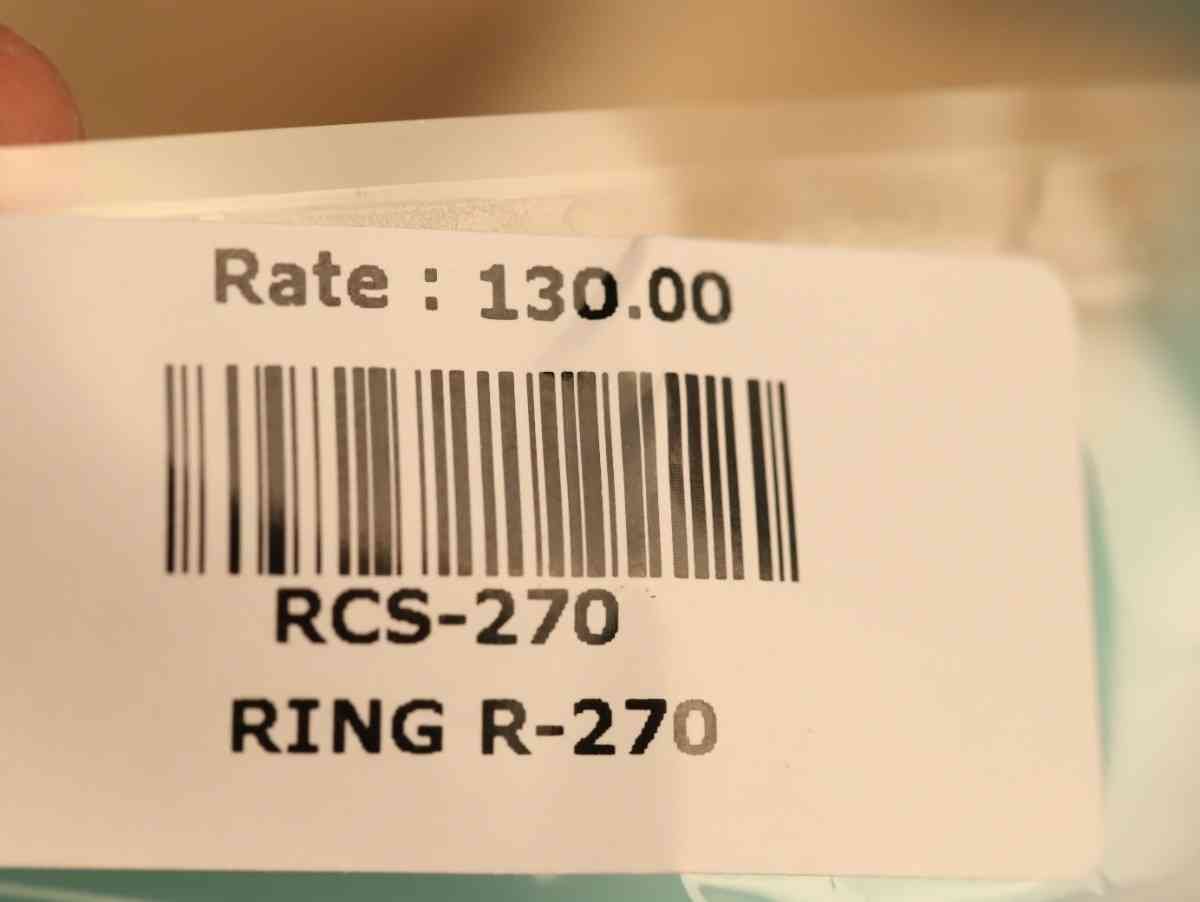 Rate : 130.00
RCS-270
RING R-270